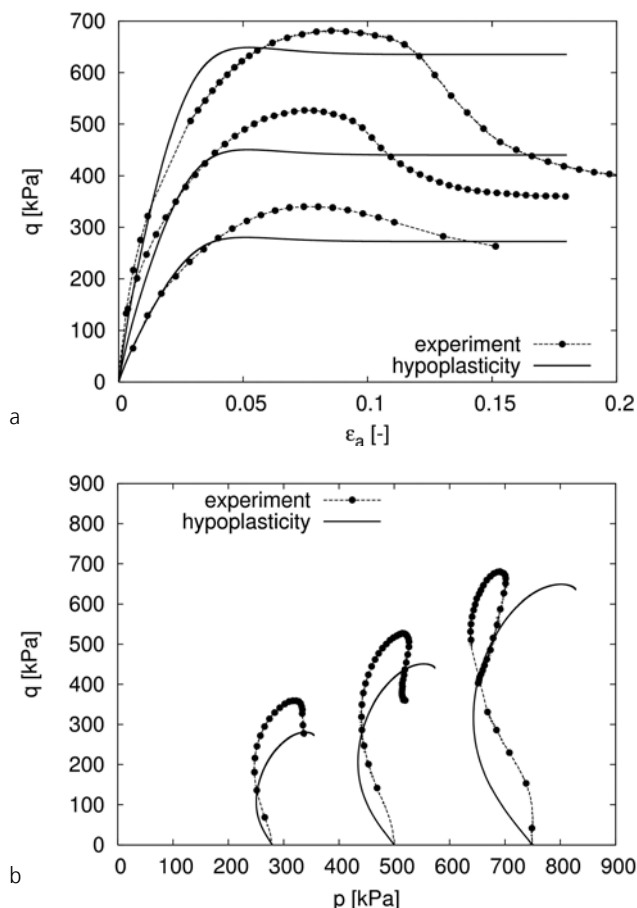 700
600
500
400
300
200
100
0
q [kPa]
experiment
hypoplasticity
0 0.05 0.1 0.15 0.2
εa [-]
a
900
800
700
600
500
400
300
200
100
0
q [kPa]
experiment
hypoplasticity
0 100 200 300 400 500 600 700 800 900
p [kPa]
b